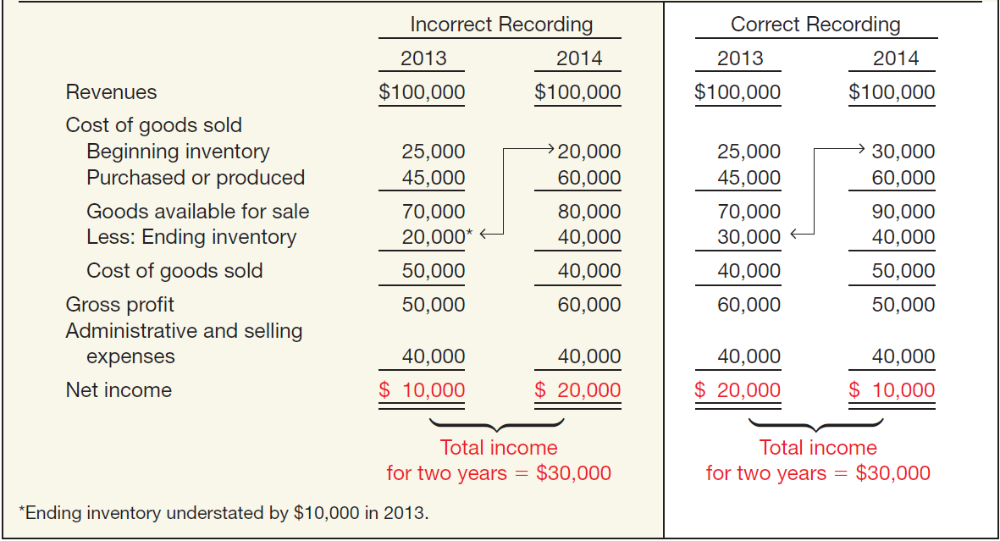 Incorrect Recording Correct Recording
2013 2014 2013 2014
Revenues $100,000 $100,000 $100,000 $100,000
Cost of goods sold
Beginning inventory 25,000 20,000 25,000 30,000
Purchased or produced 45,000 60,000 45,000 60,000
Goods available for sale 70,000 80,000 70,000 90,000
Less: Ending inventory 20,000* 40,000 30,000 40,000
Cost of goods sold 50,000 40,000 40,000 50,000
Gross profit 50,000 60,000 60,000 50,000
Administrative and selling
expenses 40,000 40,000 40,000 40,000
Net income $ 10,000 $ 20,000 $ 20,000 $ 10,000
Total income Total income
for two years = $30,000 for two years = $30,000
*Ending inventory understated by $10,000 in 2013.